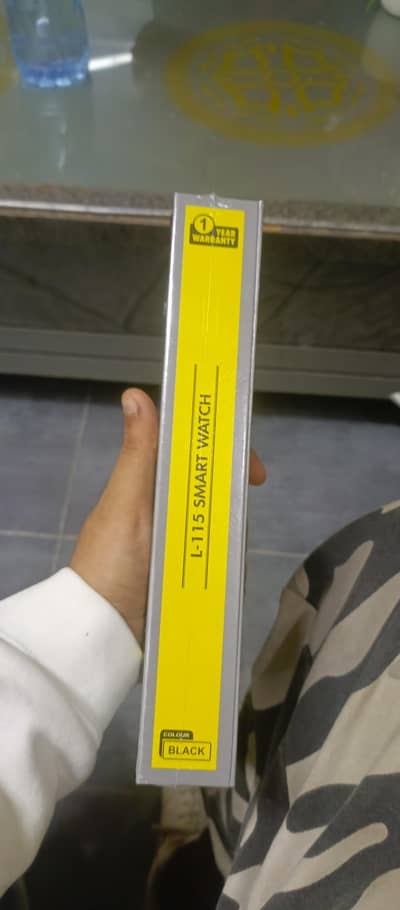 1 YEAR
WARRANTY
L-115 SMART WATCH
COLOUR
BLACK